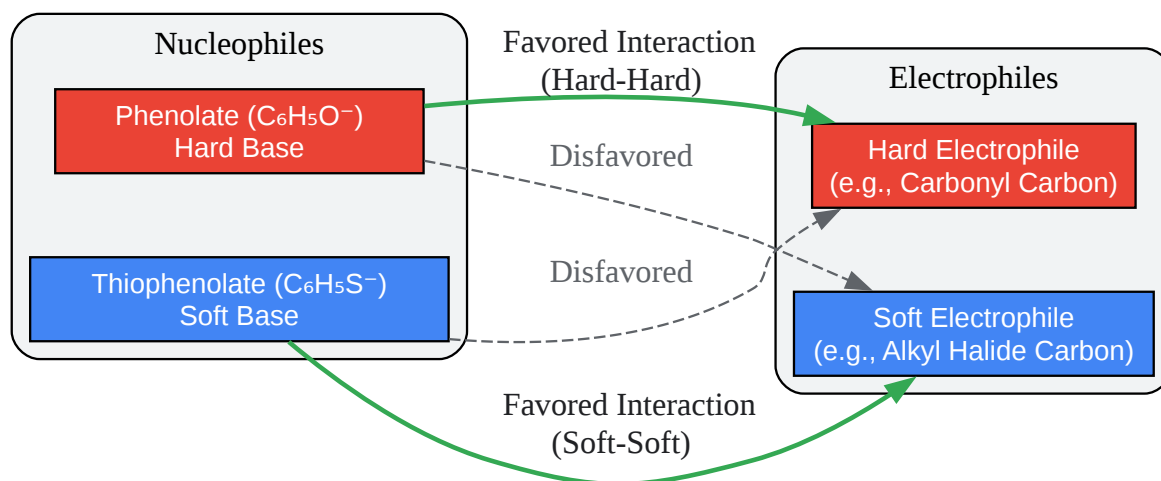 Nucleophiles
Phenolate (C₆H₅O⁻)
Hard Base
Thiophenolate (C₆H₅S⁻)
Soft Base
Favored Interaction
(Hard-Hard)
Disfavored
Disfavored
Favored Interaction
(Soft-Soft)
Electrophiles
Hard Electrophile
(e.g., Carbonyl Carbon)
Soft Electrophile
(e.g., Alkyl Halide Carbon)